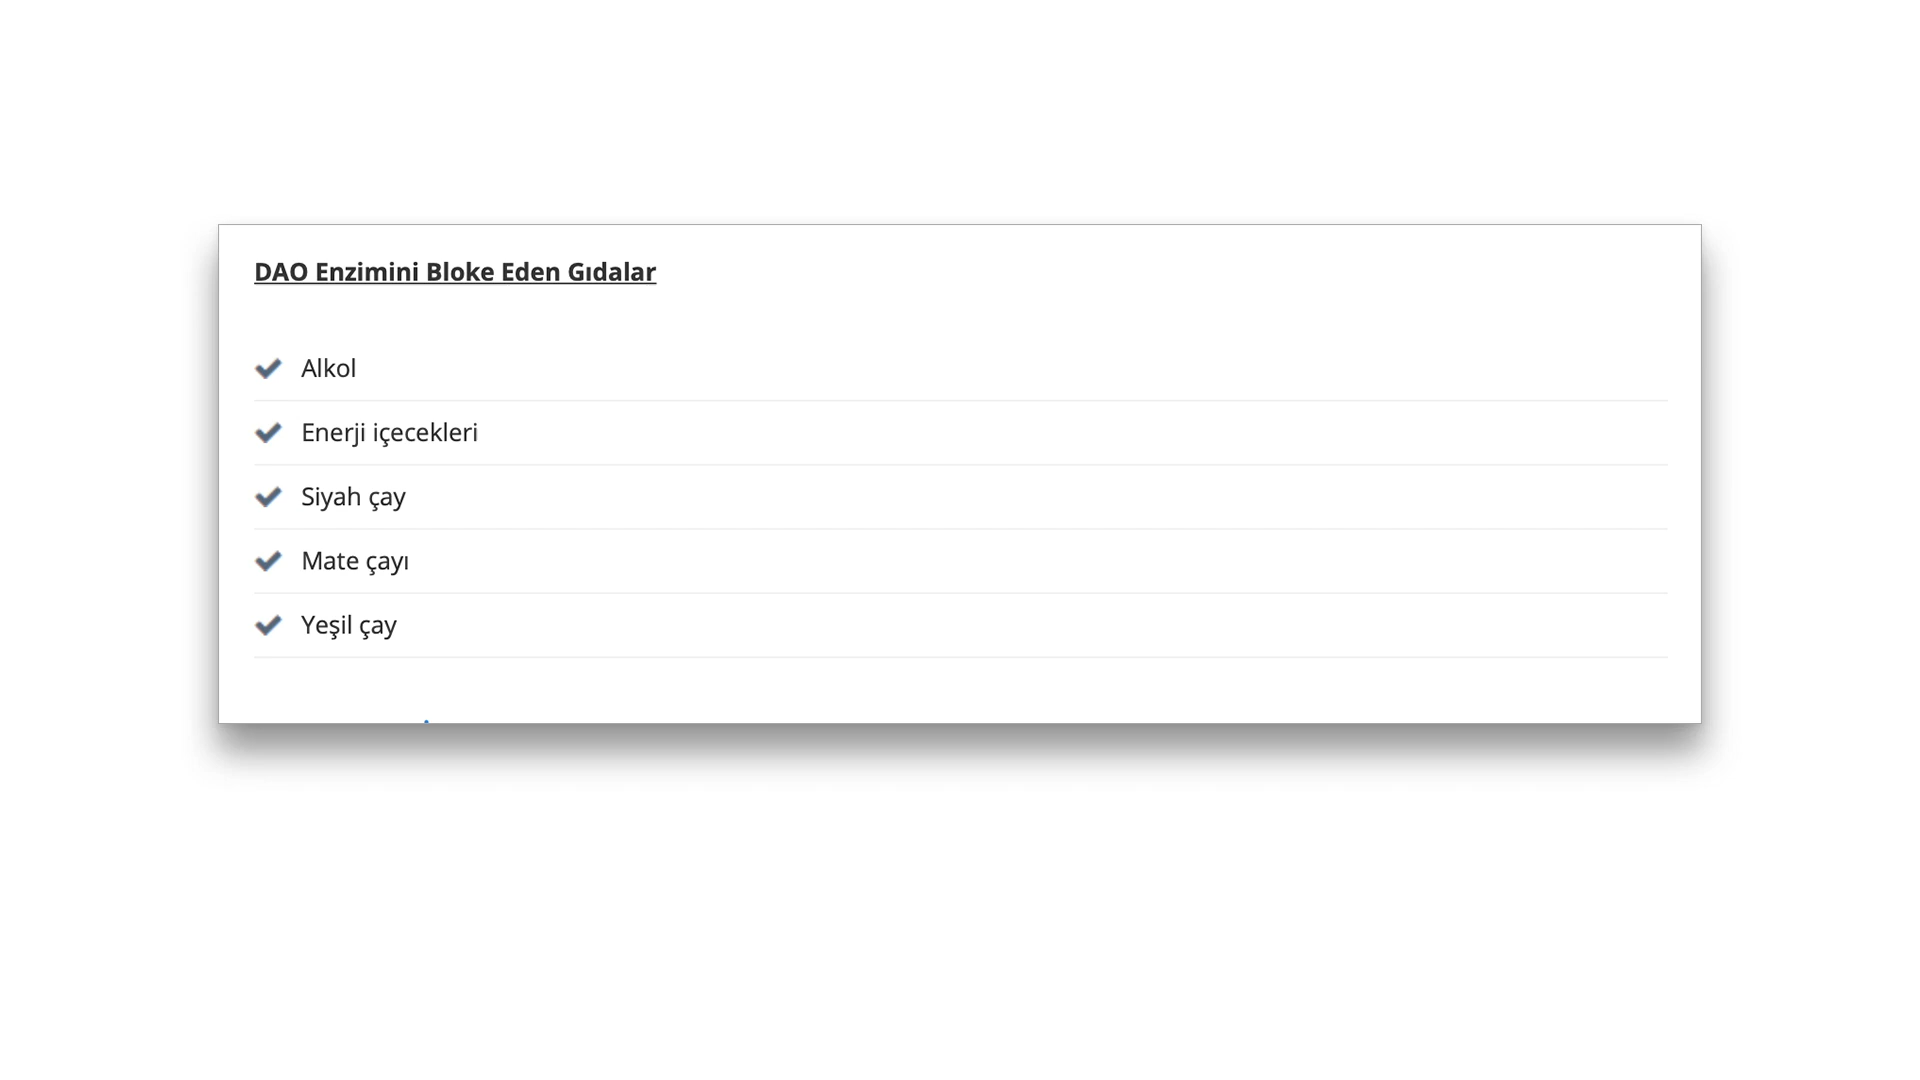 DAO Enzimini Bloke Eden Gıdalar
Alkol
Enerji içecekleri
Siyah çay
Mate çayı
Yeşil çay